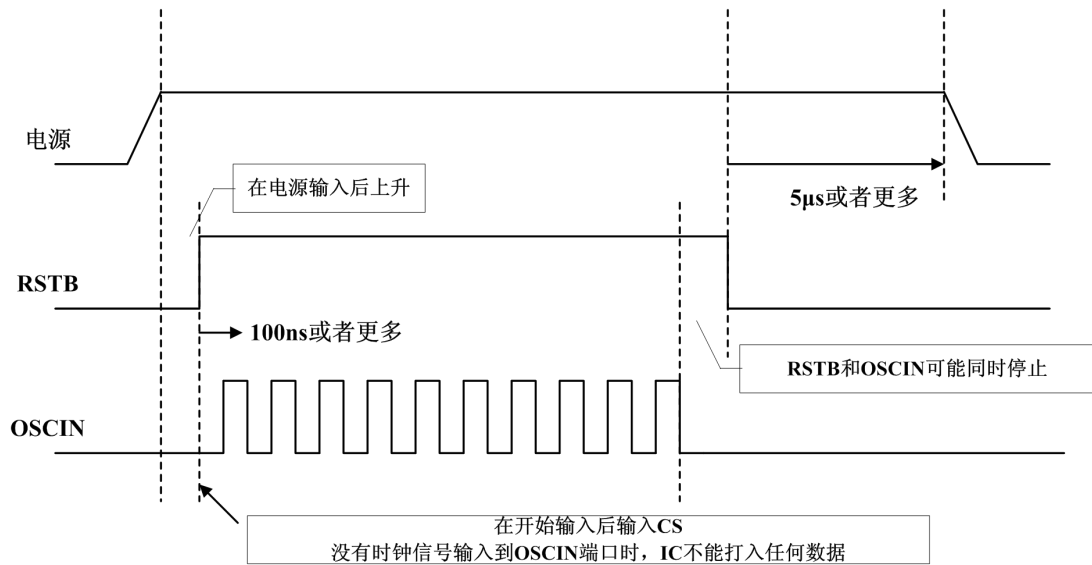 电源
在电源输入后上升
5μs或者更多
RSTB
100ns或者更多
RSTB和OSCIN可能同时停止
OSCIN
在开始输入后输入CS
没有时钟信号输入到OSCIN端口时，IC不能打入任何数据